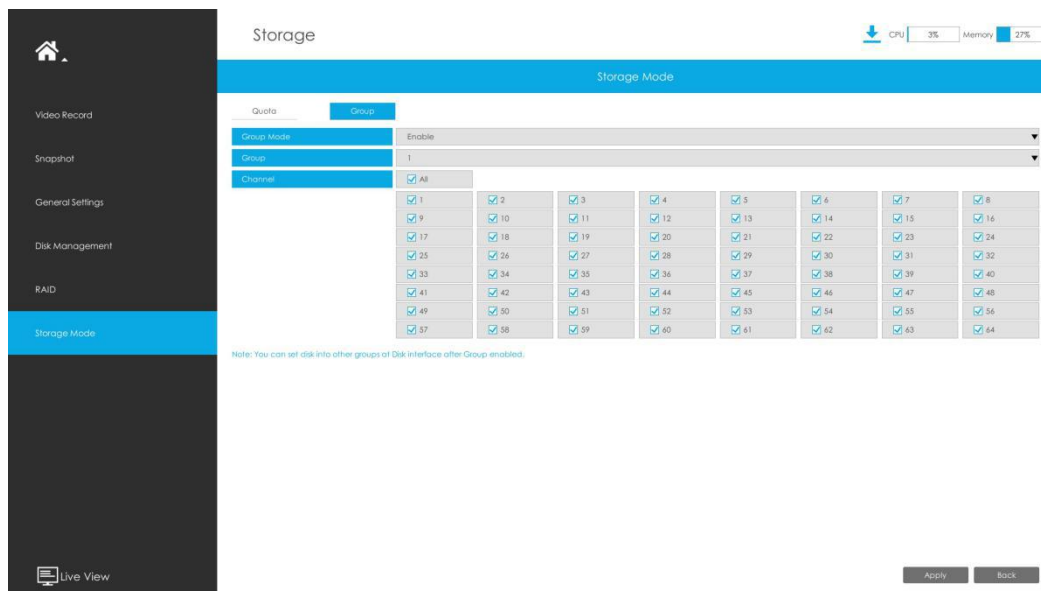 Storage
CPU 3% Memory 27%
Storage Mode
Video Record
Snapshot
General Settings
Disk Management
RAID
Storage Mode
Live View
Quota Group
Group Mode Enable
Group 1
Channel All
1 2 3 4 5 6 7 8
9 10 11 12 13 14 15 16
17 18 19 20 21 22 23 24
25 26 27 28 29 30 31 32
33 34 35 36 37 38 39 40
41 42 43 44 45 46 47 48
49 50 51 52 53 54 55 56
57 58 59 60 61 62 63 64
Note: You can set disk into other groups at Disk interface after Group enabled.
Apply Back